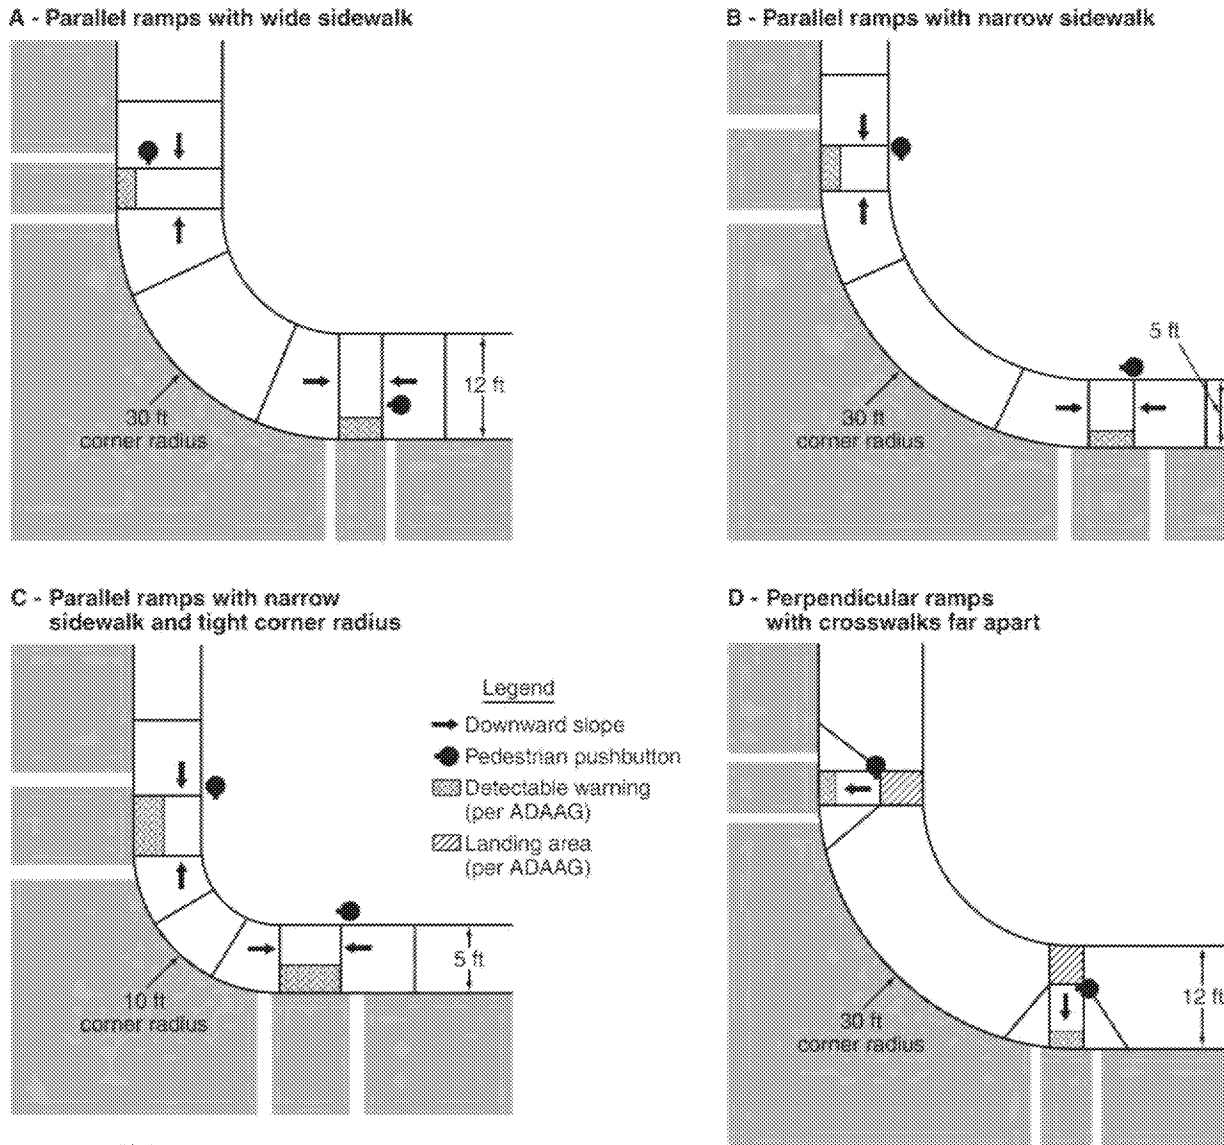 A - Parallel ramps with wide sidewalk
12 ft
30 ft
corner radius
B - Parallel ramps with narrow sidewalk
5 ft
30 ft
corner radius
C - Parallel ramps with narrow
sidewalk and tight corner radius
5 ft
10 ft
corner radius
Legend
Downward slope
Pedestrian pushbutton
Detectable warning
(per ADAAG)
Landing area
(per ADAAG)
D - Perpendicular ramps
with crosswalks far apart
12 ft
30 ft
corner radius